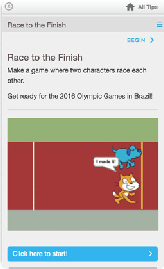 All Tips
Race to the Finish
BEGIN
Race to the Finish
Make a game where two characters race each
other.
Get ready for the 2016 Olympic Games in Brazil!
I made it!
Click here to start!